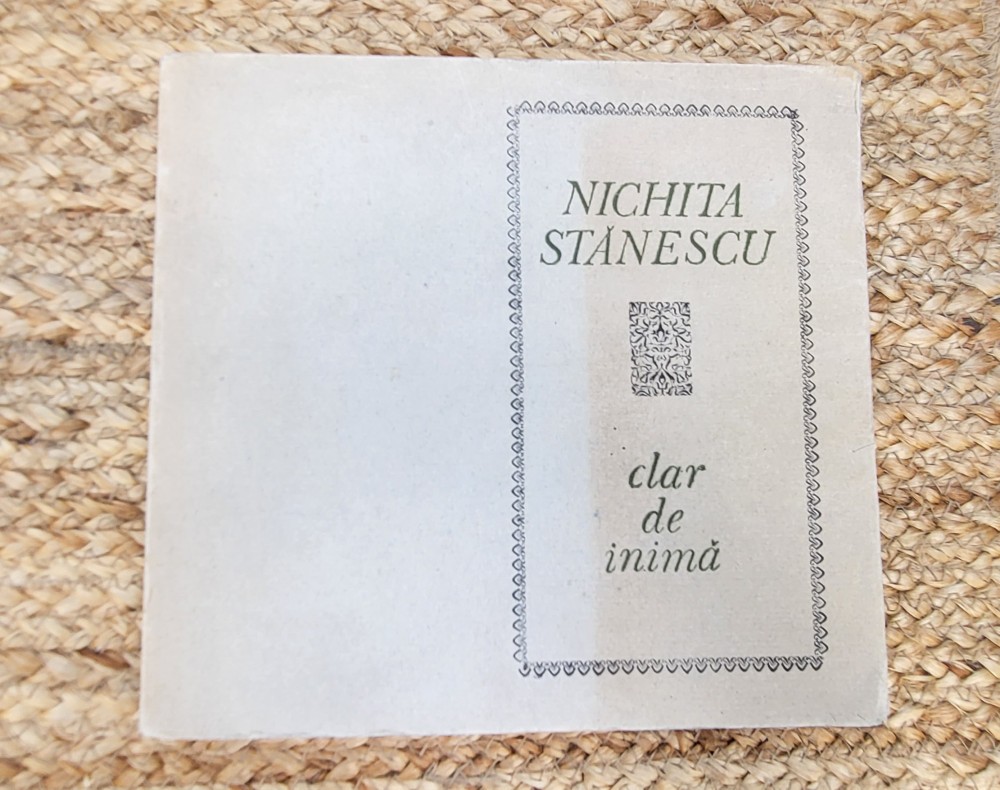 NICHITA
STĂNESCU
clar
de
inimă